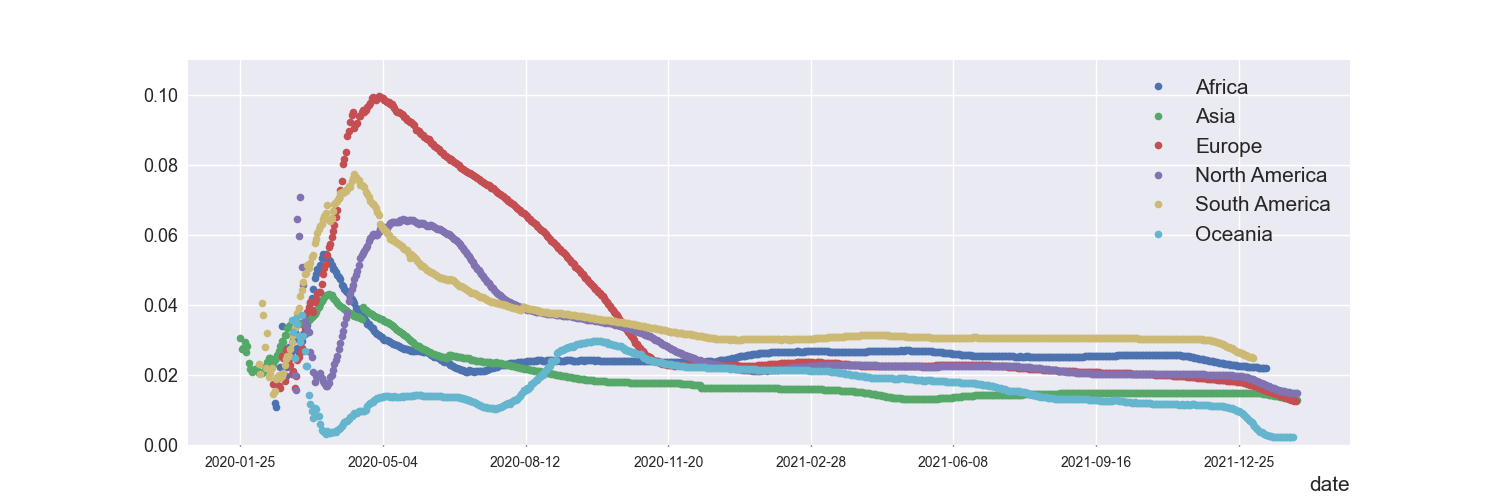 0.10
0.08
0.06
0.04
0.02
0.00
2020-01-25
2020-05-04
2020-08-12
2020-11-20
2021-02-28
2021-06-08
2021-09-16
2021-12-25
date
Africa
Asia
Europe
North America
South America
Oceania